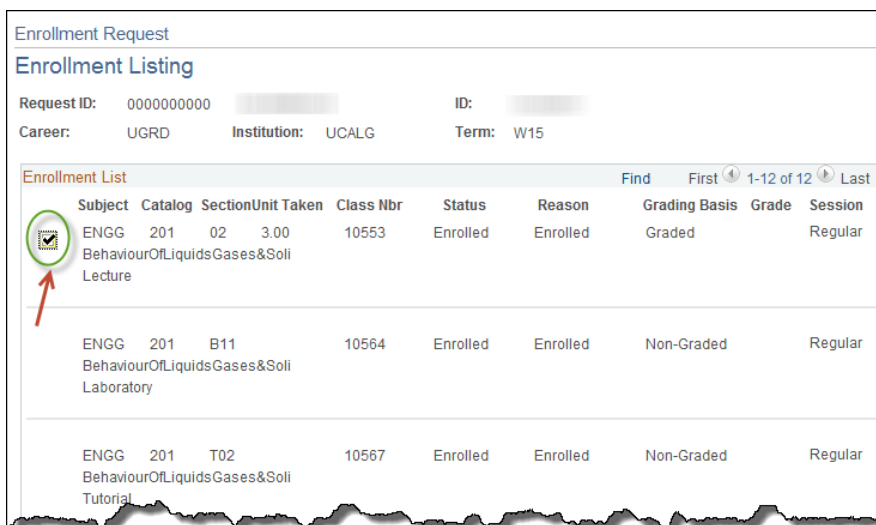 Enrollment Request
Enrollment Listing
Request ID: 0000000000 ID:
Career: UGRD Institution: UCALG Term: W15
Enrollment List Find First 1-12 of 12 Last
Subject Catalog SectionUnit Taken Class Nbr Status Reason Grading Basis Grade Session
ENGG 201 02 3.00 10553 Enrolled Enrolled Graded Regular
BehaviourOfLiquidsGases&Soli
Lecture
ENGG 201 B11 10564 Enrolled Enrolled Non-Graded Regular
BehaviourOfLiquidsGases&Soli
Laboratory
ENGG 201 T02 10567 Enrolled Enrolled Non-Graded Regular
BehaviourOfLiquidsGases&Soli
Tutorial